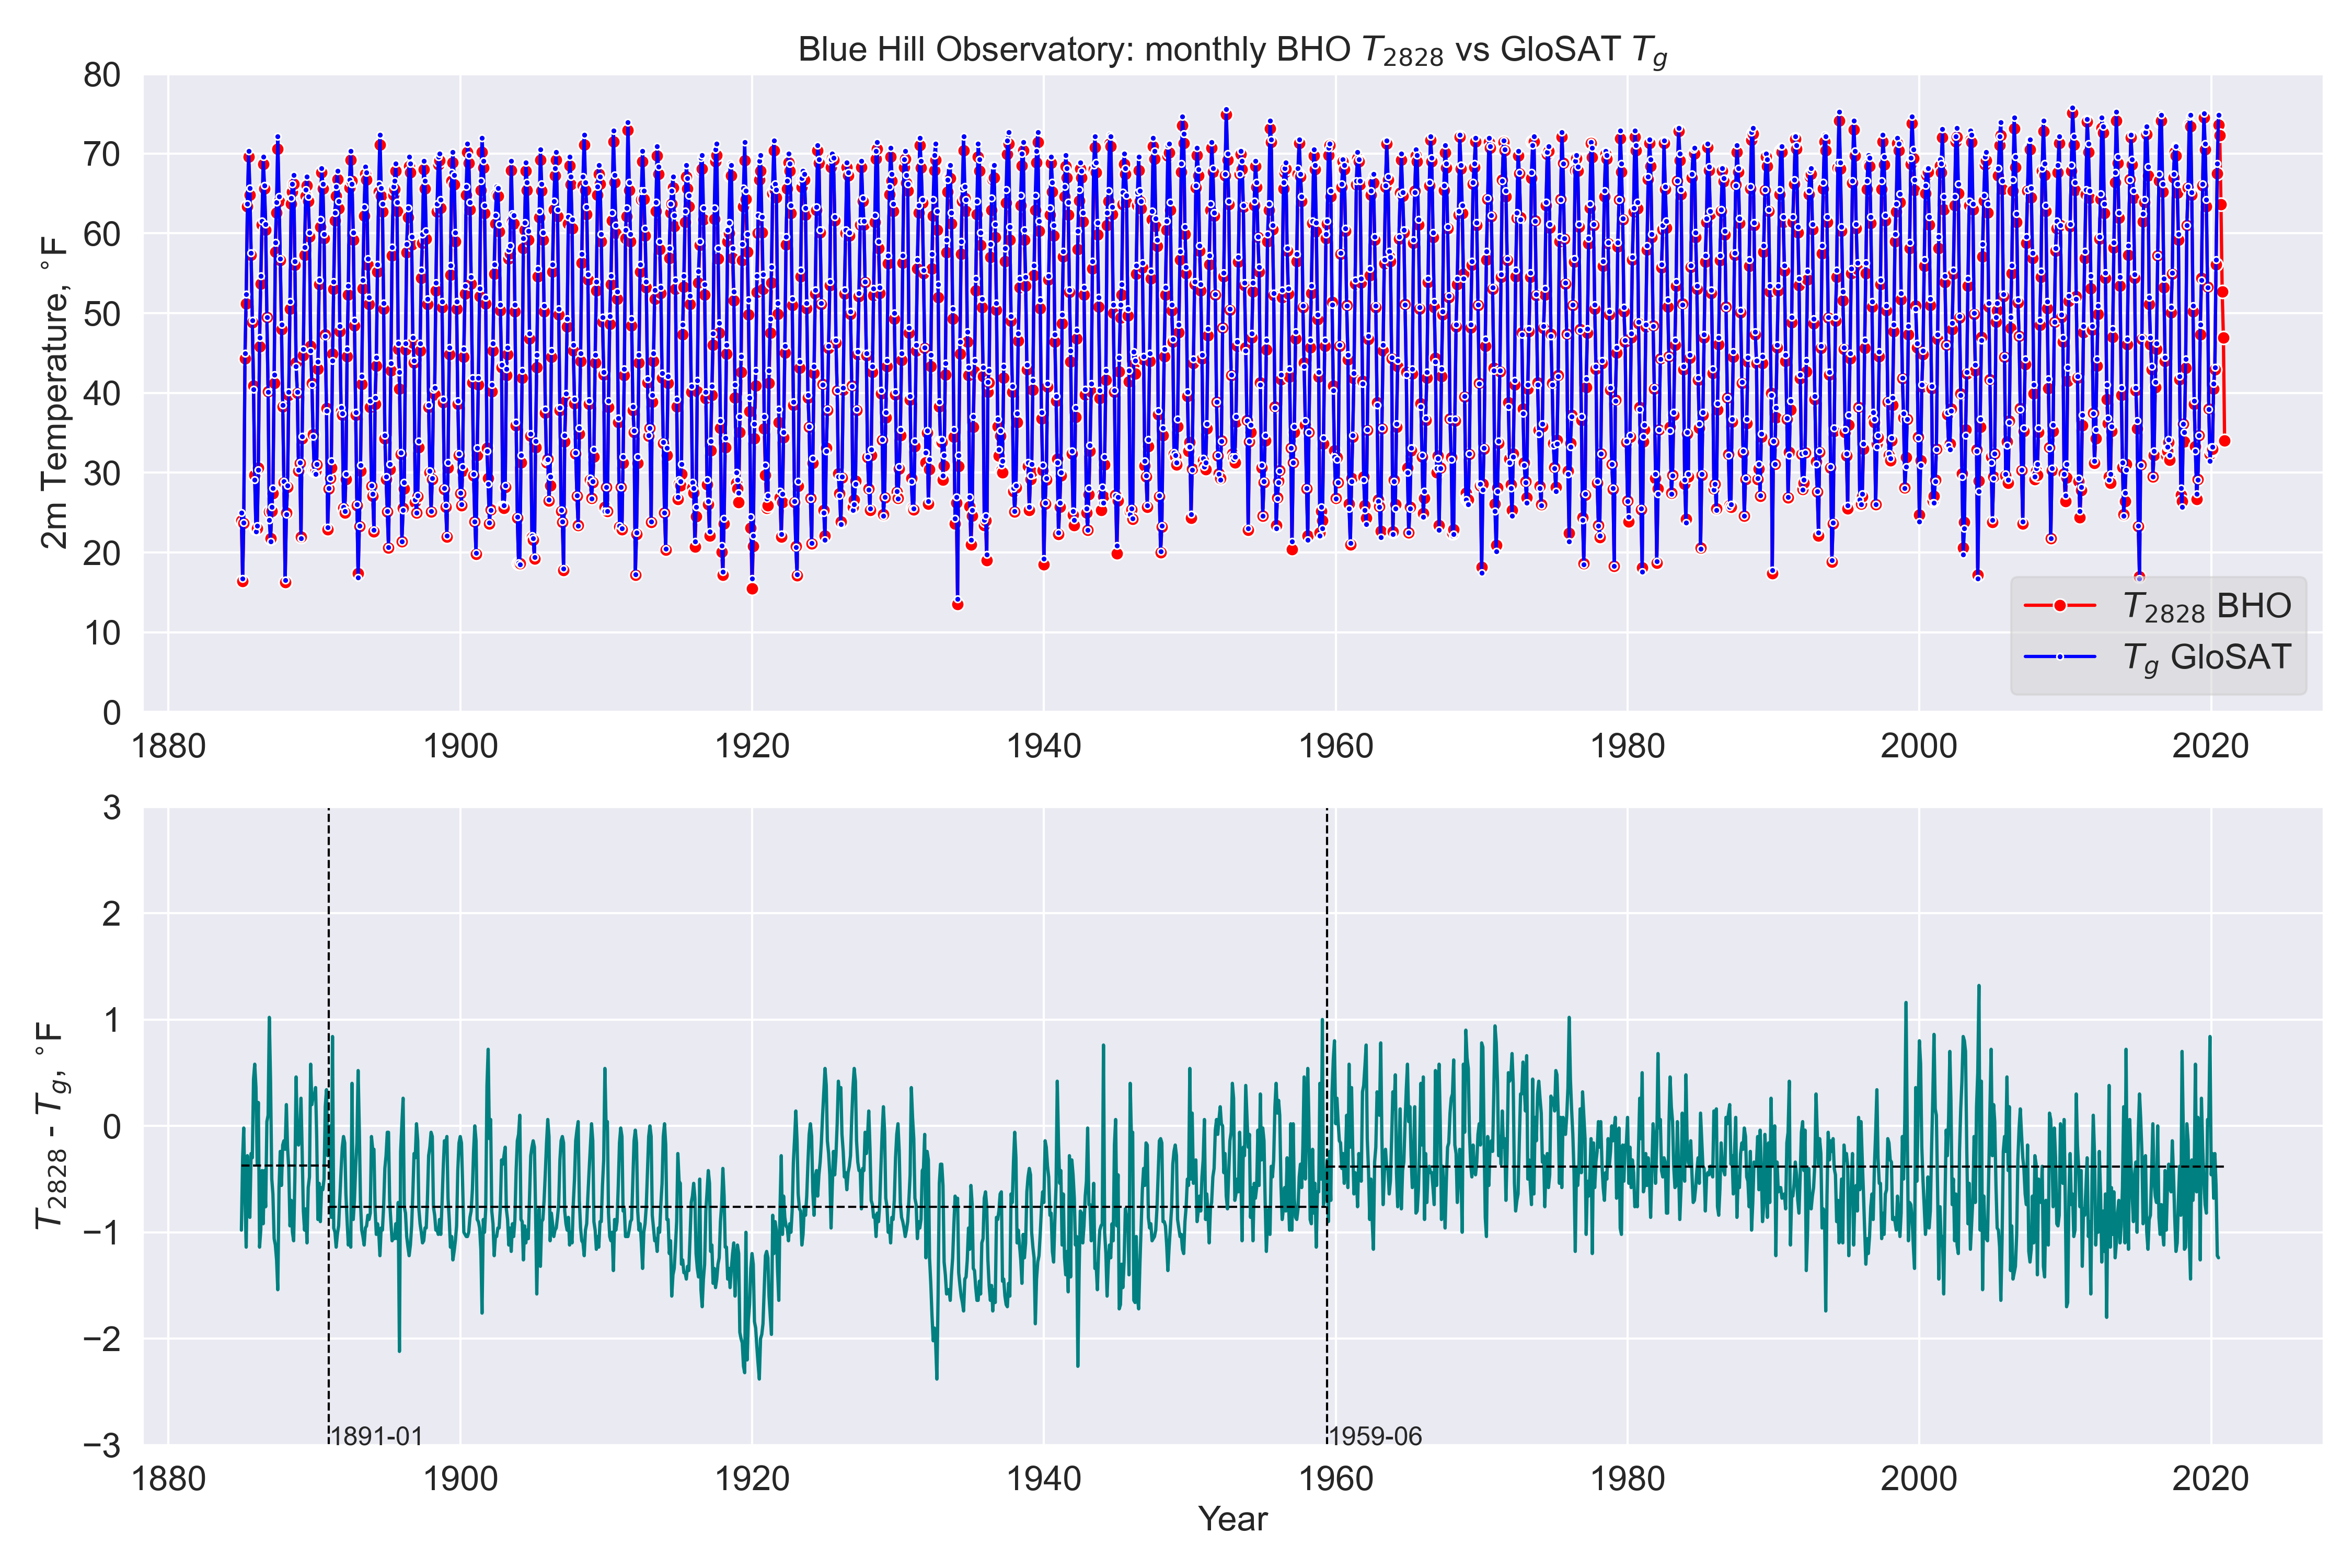 Blue Hill Observatory: monthly BHO T2828 vs GloSAT Tg
2m Temperature, °F
80
70
60
50
40
30
20
10
0
T2828 BHO
Tg GloSAT
1880 1900 1920 1940 1960 1980 2000 2020
T2828 - Tg, °F
3
2
1
0
−1
−2
−3
1891-01 1959-06
1880 1900 1920 1940 1960 1980 2000 2020
Year